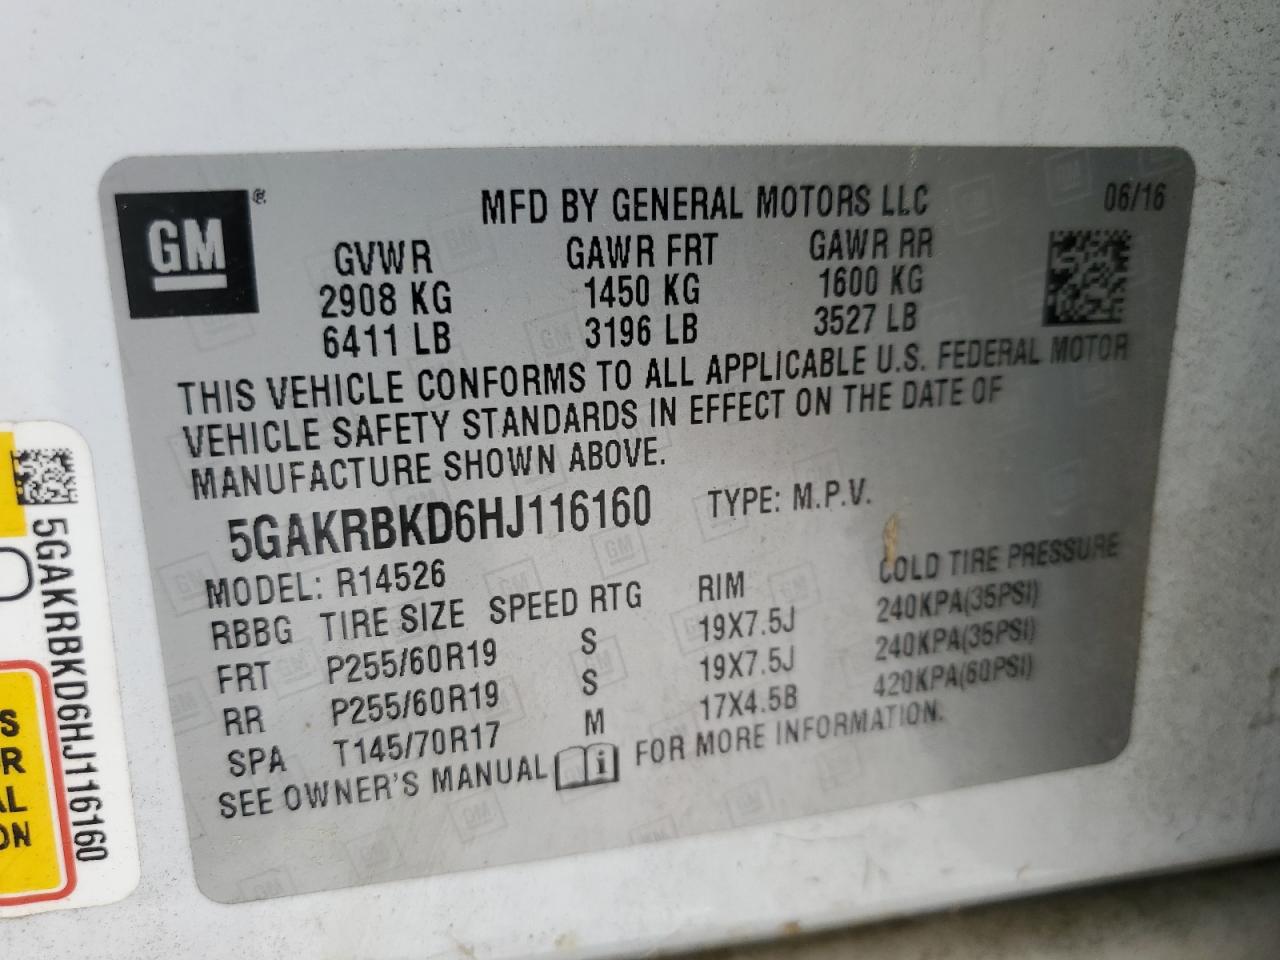 GM
MFD BY GENERAL MOTORS LLC 06/16
GVWR GAWR FRT GAWR RR
2908 KG 1450 KG 1600 KG
6411 LB 3196 LB 3527 LB
THIS VEHICLE CONFORMS TO ALL APPLICABLE U.S. FEDERAL MOTOR
VEHICLE SAFETY STANDARDS IN EFFECT ON THE DATE OF
MANUFACTURE SHOWN ABOVE.
5GAKRBKD6HJ116160 TYPE: M.P.V.
MODEL: R14526
RBBG TIRE SIZE SPEED RTG RIM COLD TIRE PRESSURE
FRT P255/60R19 S 19X7.5J 240KPA(35PSI)
RR P255/60R19 S 19X7.5J 240KPA(35PSI)
SPA T145/70R17 M 17X4.5B 420KPA(60PSI)
SEE OWNER'S MANUAL i FOR MORE INFORMATION.
5GAKRBKD6HJ116160